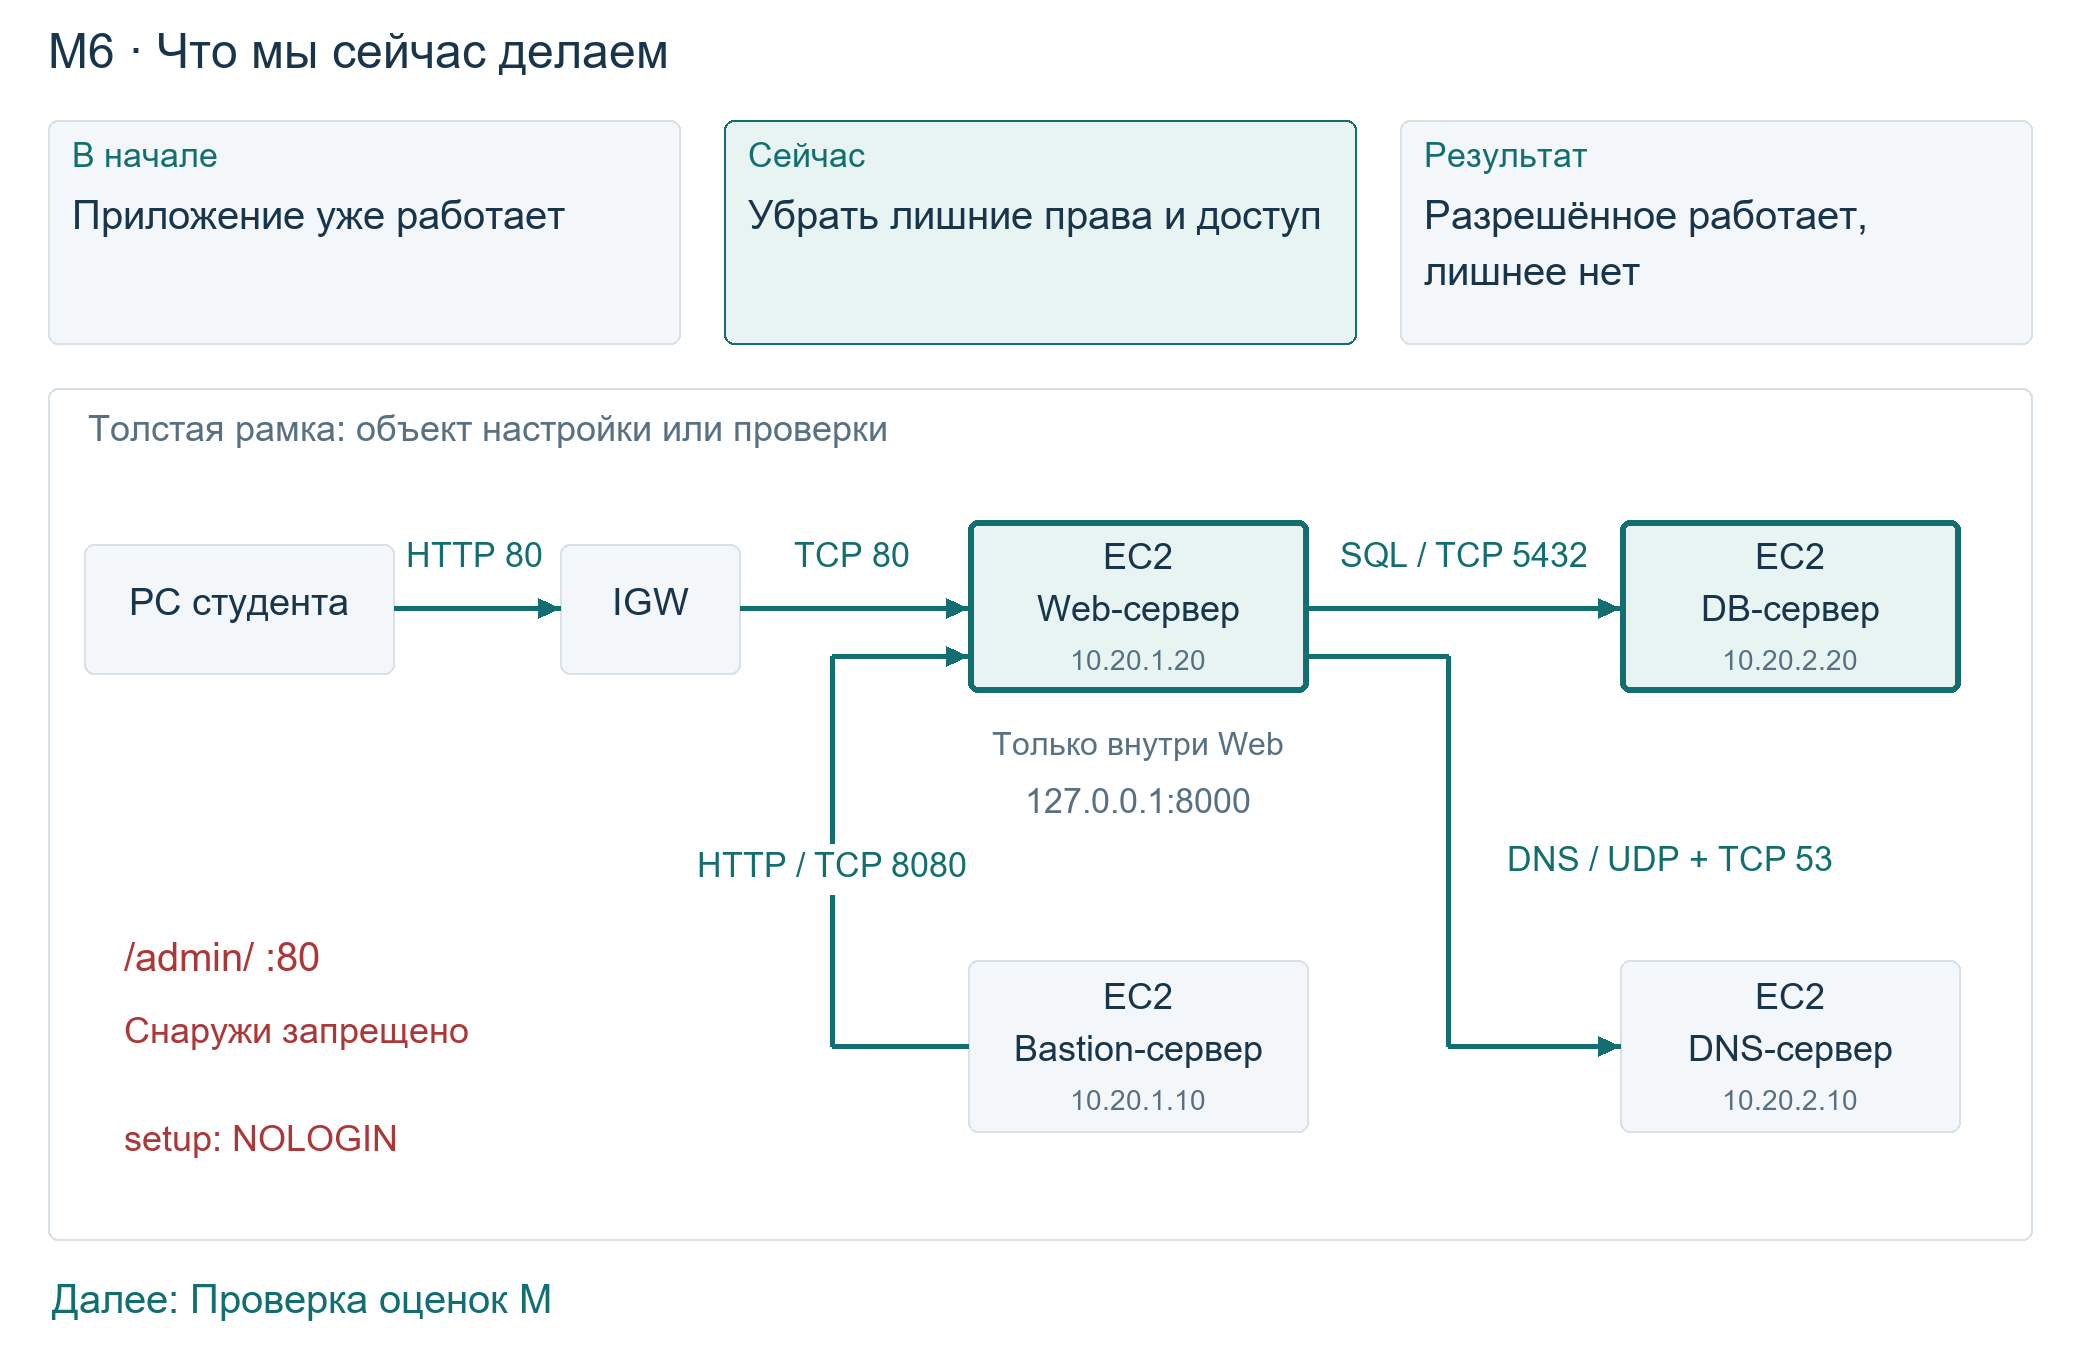 М6 · Что мы сейчас делаем
В начале
Приложение уже работает
Сейчас
Убрать лишние права и доступ
Результат
Разрешённое работает,
лишнее нет
Толстая рамка: объект настройки или проверки
PC студента
HTTP 80
IGW
TCP 80
EC2
Web-сервер
10.20.1.20
SQL / TCP 5432
EC2
DB-сервер
10.20.2.20
Только внутри Web
127.0.0.1:8000
HTTP / TCP 8080
DNS / UDP + TCP 53
/admin/ :80
Снаружи запрещено
setup: NOLOGIN
EC2
Bastion-сервер
10.20.1.10
EC2
DNS-сервер
10.20.2.10
Далее: Проверка оценок М